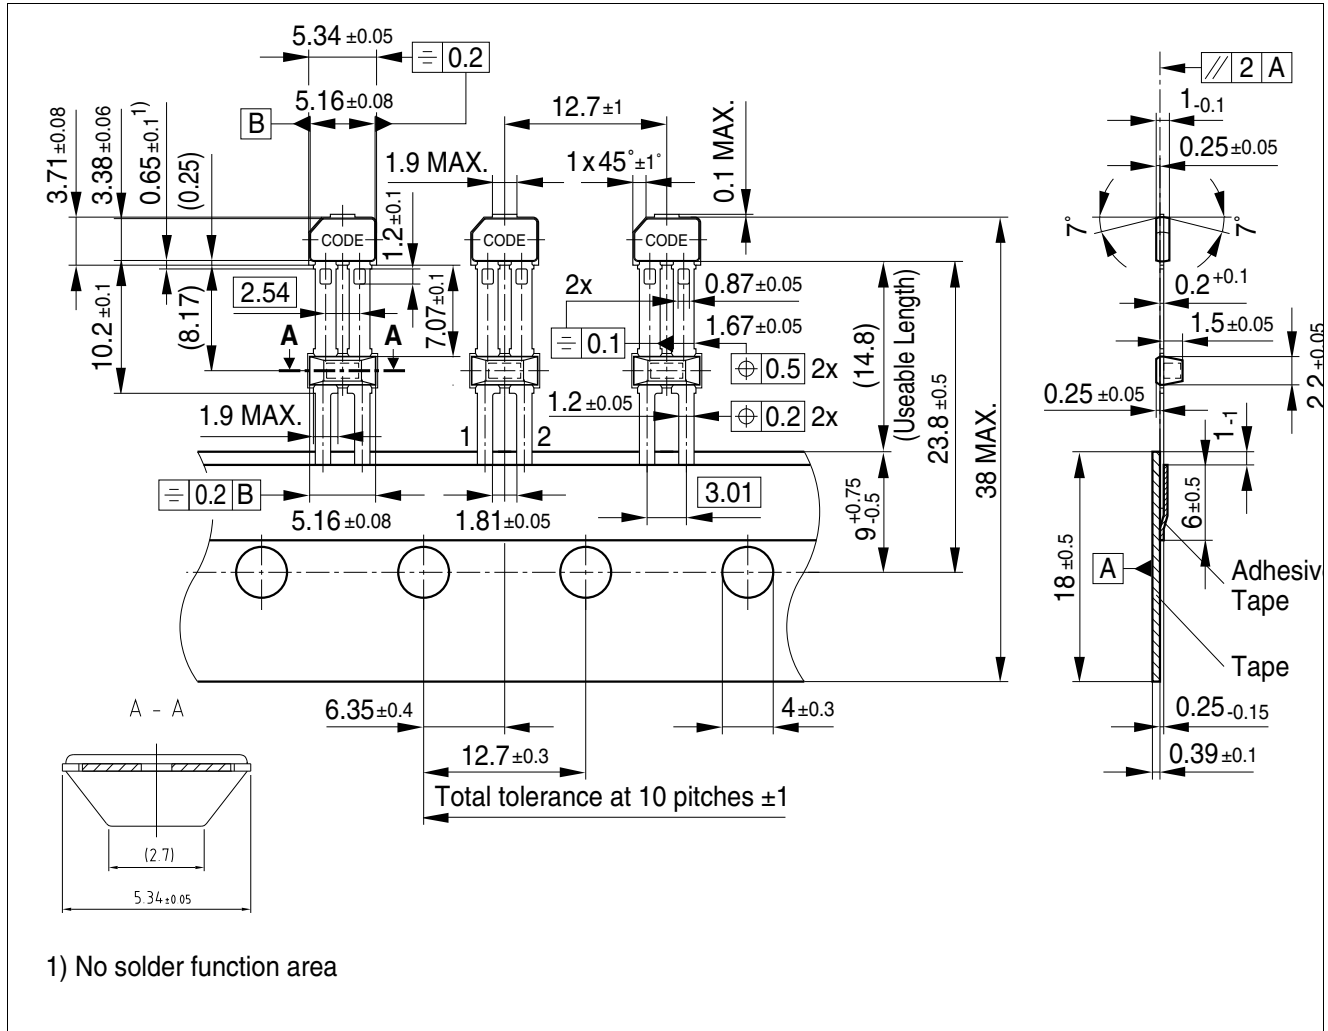 5.34 ±0.05
⌯ 0.2
B
5.16 ±0.08
12.7 ±1
3.71 ±0.08
3.38 ±0.06
0.65 ±0.1 1)
(0.25)
1.9 MAX.
1 x 45° ±1°
0.1 MAX.
1.2 ±0.1
CODE
CODE
CODE
10.2 ±0.1
(8.17)
2.54
7.07 ±0.1
A
A
2x
0.87 ±0.05
⌯ 0.1
1.67 ±0.05
⌖ 0.5 2x
1.2 ±0.05
⌖ 0.2 2x
1.9 MAX.
1
2
(14.8)
(Useable Length)
23.8 ±0.5
38 MAX.
⌯ 0.2 B
5.16 ±0.08
1.81 ±0.05
3.01
9 +0.75 -0.5
6.35 ±0.4
4 ±0.3
12.7 ±0.3
Total tolerance at 10 pitches ±1
// 2 A
1 -0.1
0.25 ±0.05
7°
7°
0.2 +0.1
1.5 ±0.05
2.2 ±0.05
0.25 ±0.05
1 -1
6 ±0.5
18 ±0.5
A
Adhesive
Tape
Tape
0.25 -0.15
0.39 ±0.1
A - A
(2.7)
5.34 ±0.05
1) No solder function area